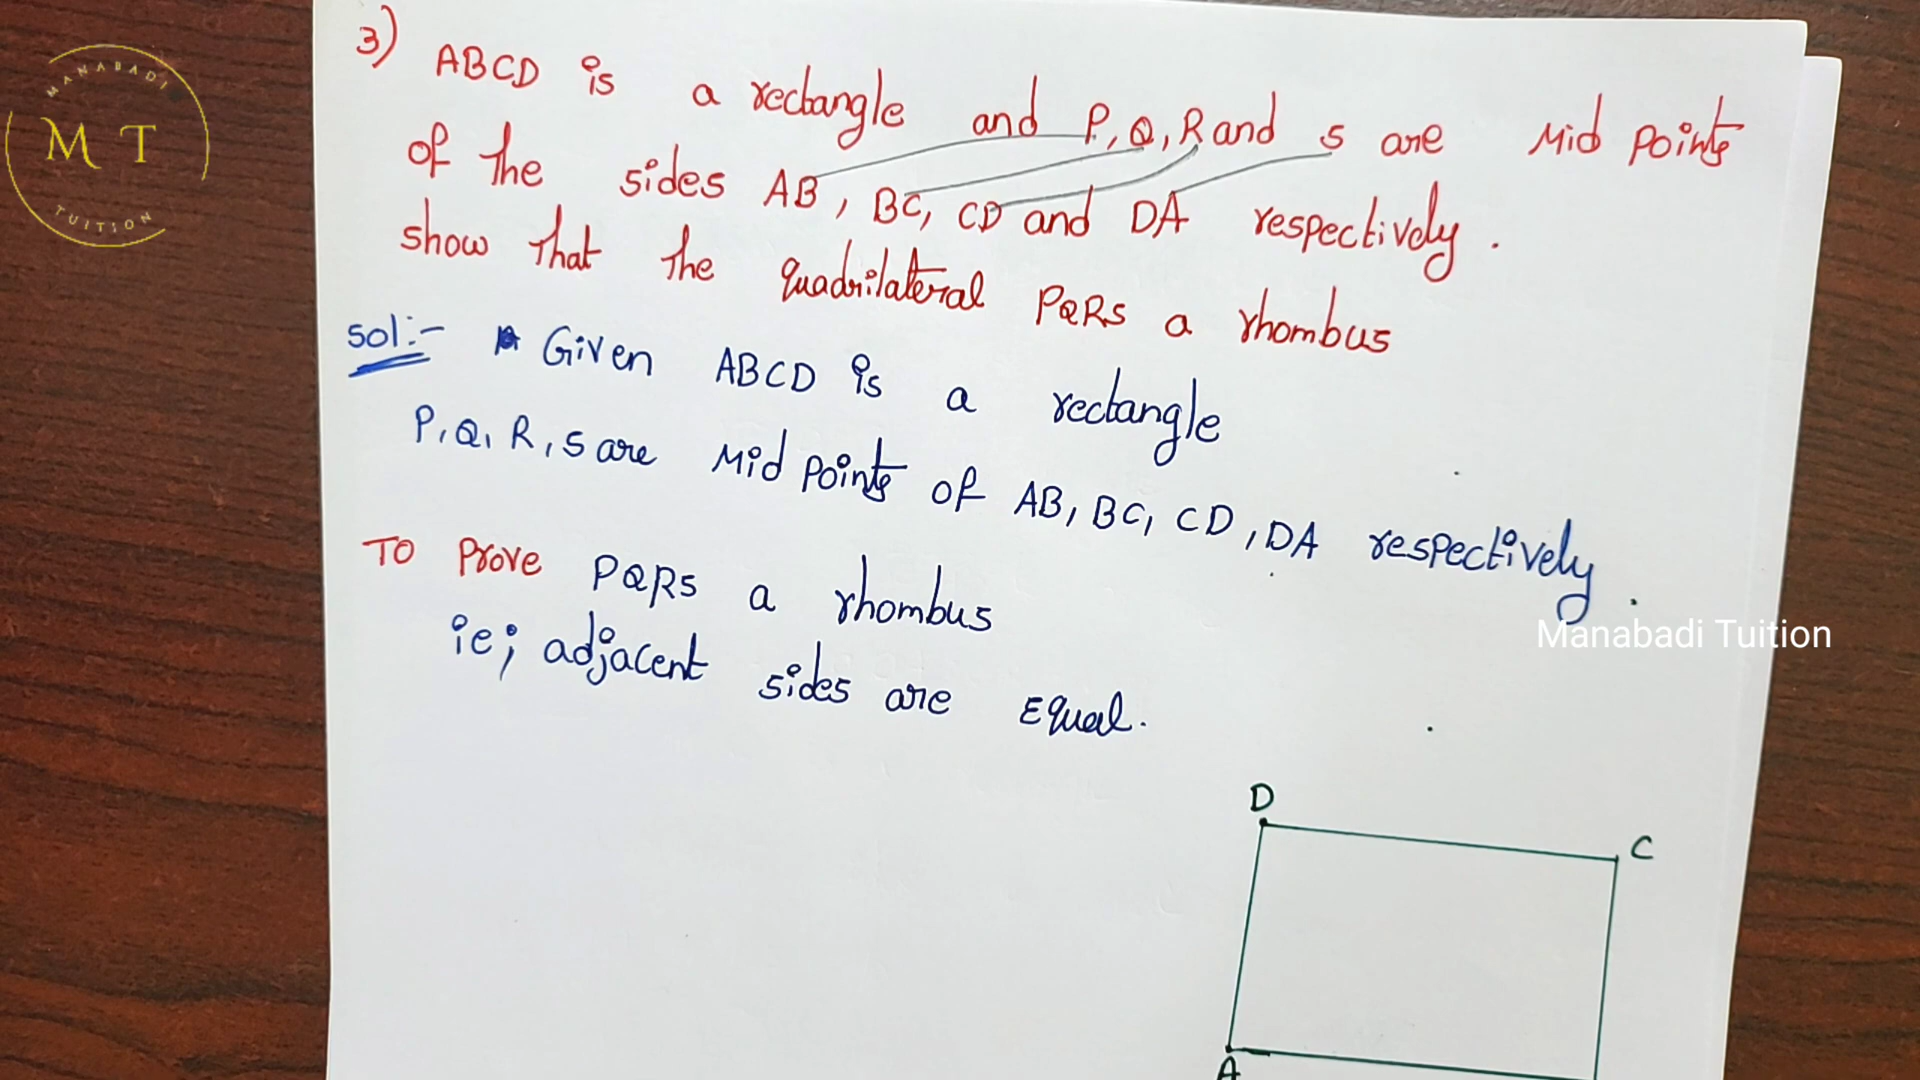 MANABADI
MT
TUITION
3) ABCD is a rectangle and P, Q, R and S are Mid Points
of the sides AB, BC, CD and DA respectively.
show that the quadrilateral PQRS a rhombus
Sol:- Given ABCD is a rectangle
P, Q, R, S are Mid Points of AB, BC, CD, DA respectively.
To Prove PQRS a rhombus
Manabadi Tuition
ie; adjacent sides are Equal.
D
C
A